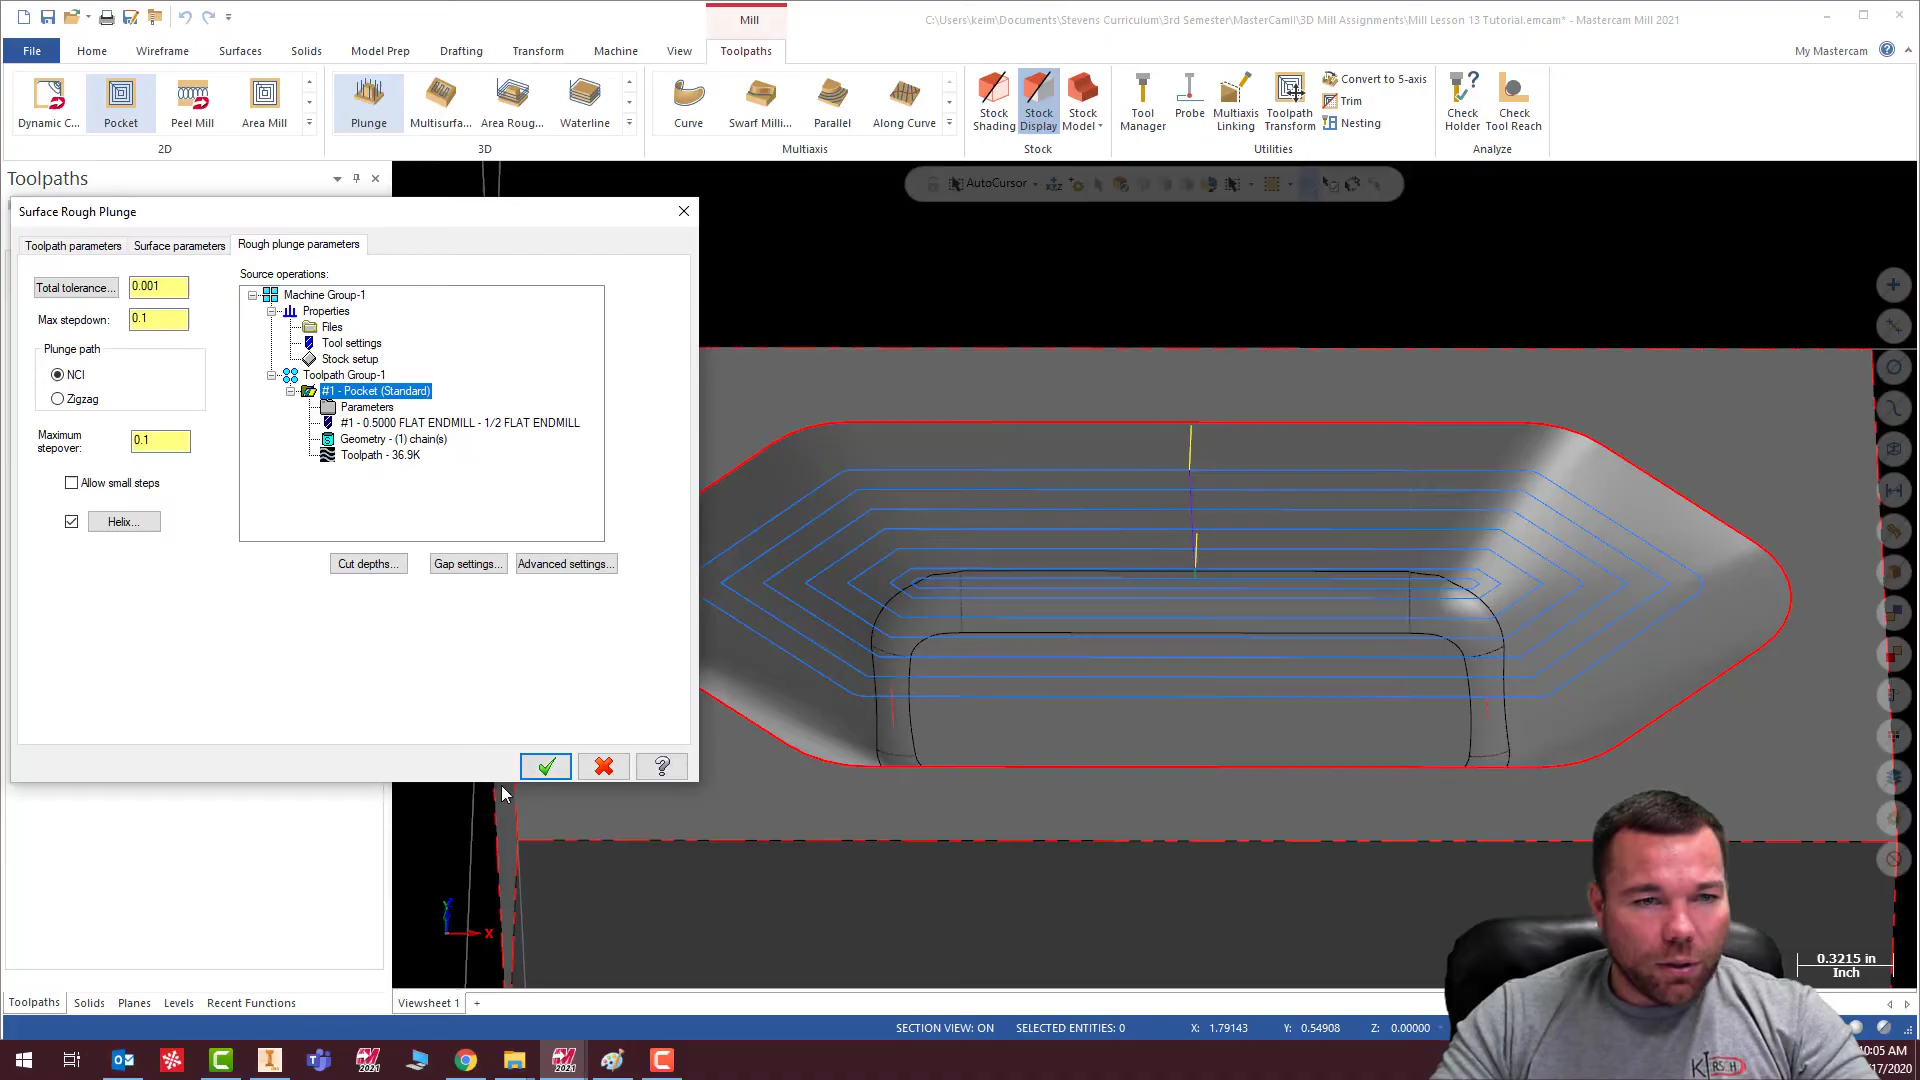 Mill
C:\Users\keim\Documents\Stevens Curriculum\3rd Semester\MasterCamII\3D Mill Assignments\Mill Lesson 13 Tutorial.emcam* - Mastercam Mill 2021
File
Home
Wireframe
Surfaces
Solids
Model Prep
Drafting
Transform
Machine
View
Toolpaths
My Mastercam
Dynamic C...
Pocket
Peel Mill
Area Mill
Plunge
Multisurfa...
Area Roug...
Waterline
Curve
Swarf Milli...
Parallel
Along Curve
Stock Shading
Stock Display
Stock Model
Tool Manager
Probe
Multiaxis Linking
Toolpath Transform
Convert to 5-axis
Trim
Nesting
Check Holder
Check Tool Reach
2D
3D
Multiaxis
Stock
Utilities
Analyze
Toolpaths
AutoCursor
Surface Rough Plunge
Toolpath parameters
Surface parameters
Rough plunge parameters
Total tolerance...
0.001
Max stepdown:
0.1
Plunge path
NCI
Zigzag
Maximum stepover:
0.1
Allow small steps
Helix...
Source operations:
Machine Group-1
Properties
Files
Tool settings
Stock setup
Toolpath Group-1
#1 - Pocket (Standard)
Parameters
#1 - 0.5000 FLAT ENDMILL - 1/2 FLAT ENDMILL
Geometry - (1) chain(s)
Toolpath - 36.9K
Cut depths...
Gap settings...
Advanced settings...
Y
X
0.3215 in
Inch
Toolpaths
Solids
Planes
Levels
Recent Functions
Viewsheet 1
+
SECTION VIEW: ON
SELECTED ENTITIES: 0
X: 1.79143
Y: 0.54908
Z: 0.00000
2021
2021
10:05 AM
/17/2020